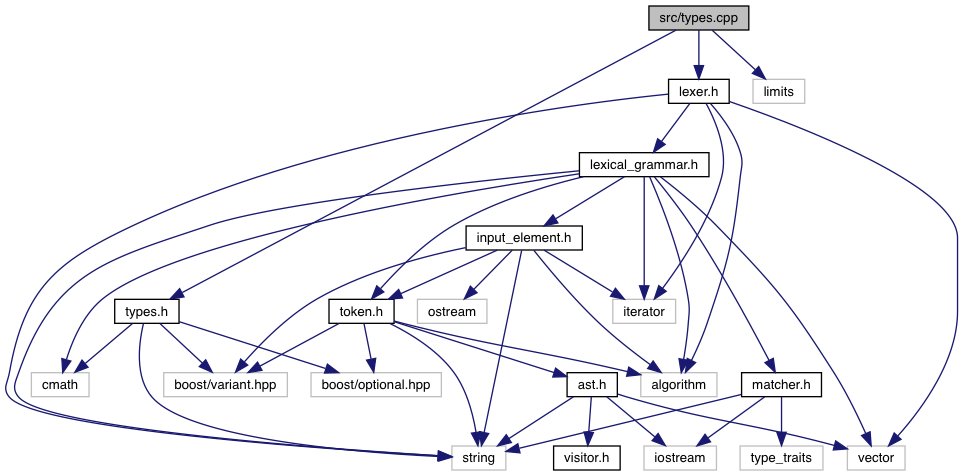 src/types.cpp
lexer.h
limits
lexical_grammar.h
input_element.h
types.h
token.h
ostream
iterator
cmath
boost/variant.hpp
boost/optional.hpp
ast.h
algorithm
matcher.h
string
visitor.h
iostream
type_traits
vector